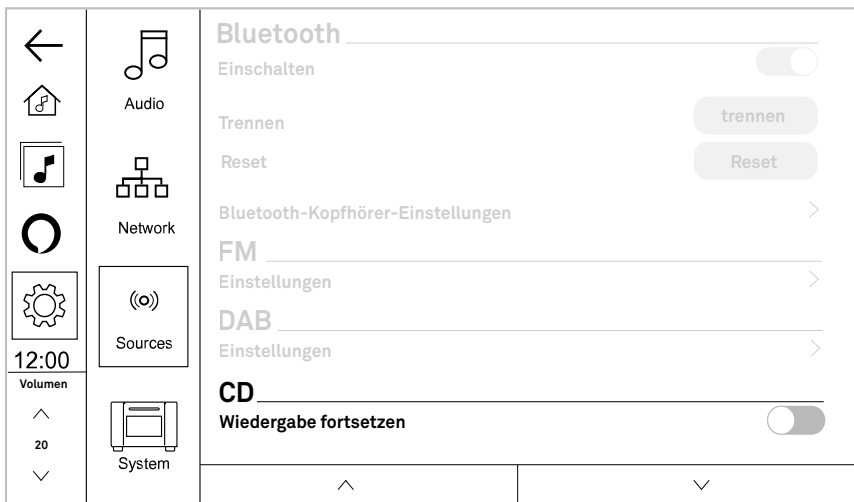 Audio
Network
Sources
System
12:00
Volumen
20
Bluetooth
Einschalten
Trennen
trennen
Reset
Reset
Bluetooth-Kopfhörer-Einstellungen
FM
Einstellungen
DAB
Einstellungen
CD
Wiedergabe fortsetzen